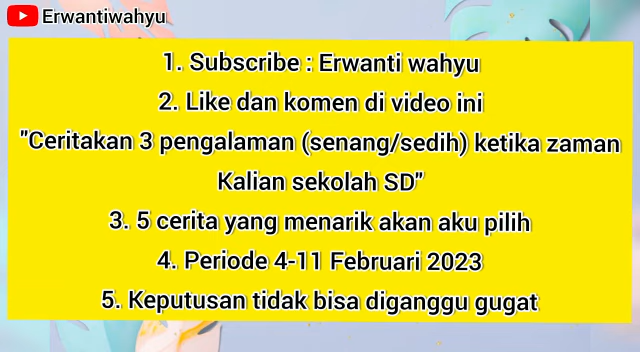 Erwantiwahyu
1. Subscribe : Erwanti wahyu
2. Like dan komen di video ini
"Ceritakan 3 pengalaman (senang/sedih) ketika zaman
Kalian sekolah SD"
3. 5 cerita yang menarik akan aku pilih
4. Periode 4-11 Februari 2023
5. Keputusan tidak bisa diganggu gugat